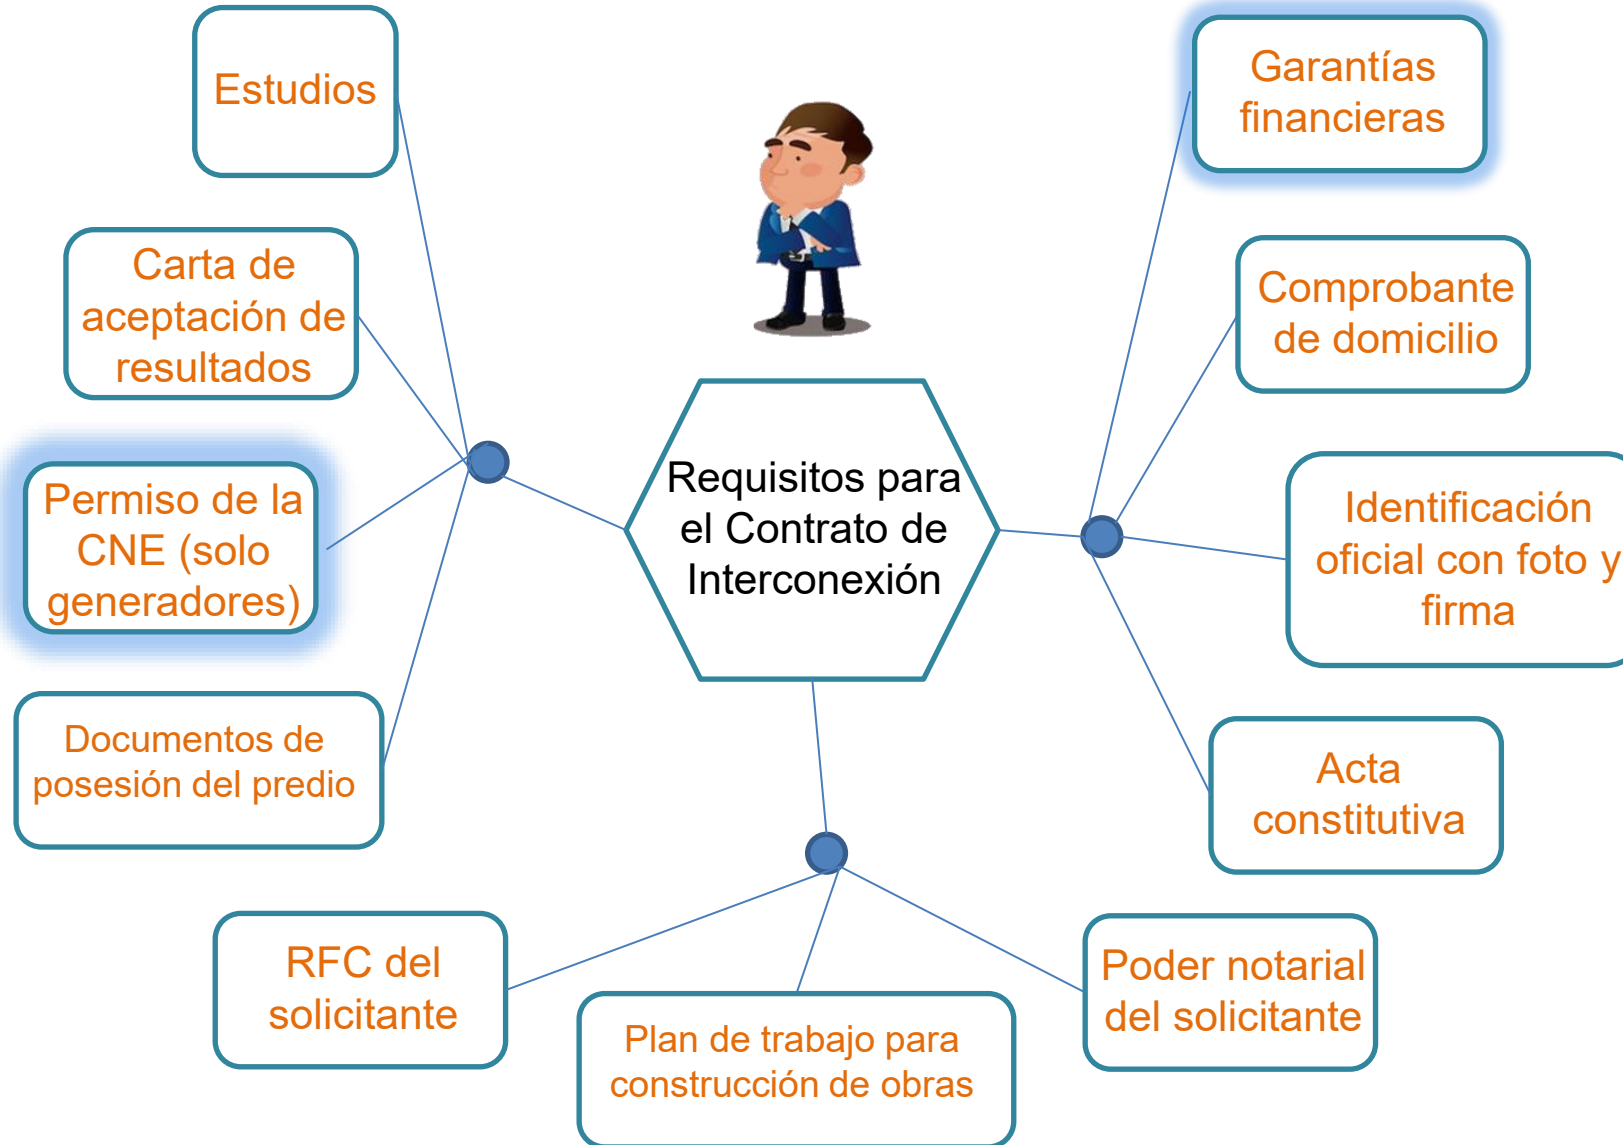 Estudios
Carta de
aceptación de
resultados
Permiso de la
CNE (solo
generadores)
Documentos de
posesión del predio
Requisitos para
el Contrato de
Interconexión
Garantías
financieras
Comprobante
de domicilio
Identificación
oficial con foto y
firma
Acta
constitutiva
RFC del
solicitante
Plan de trabajo para
construcción de obras
Poder notarial
del solicitante